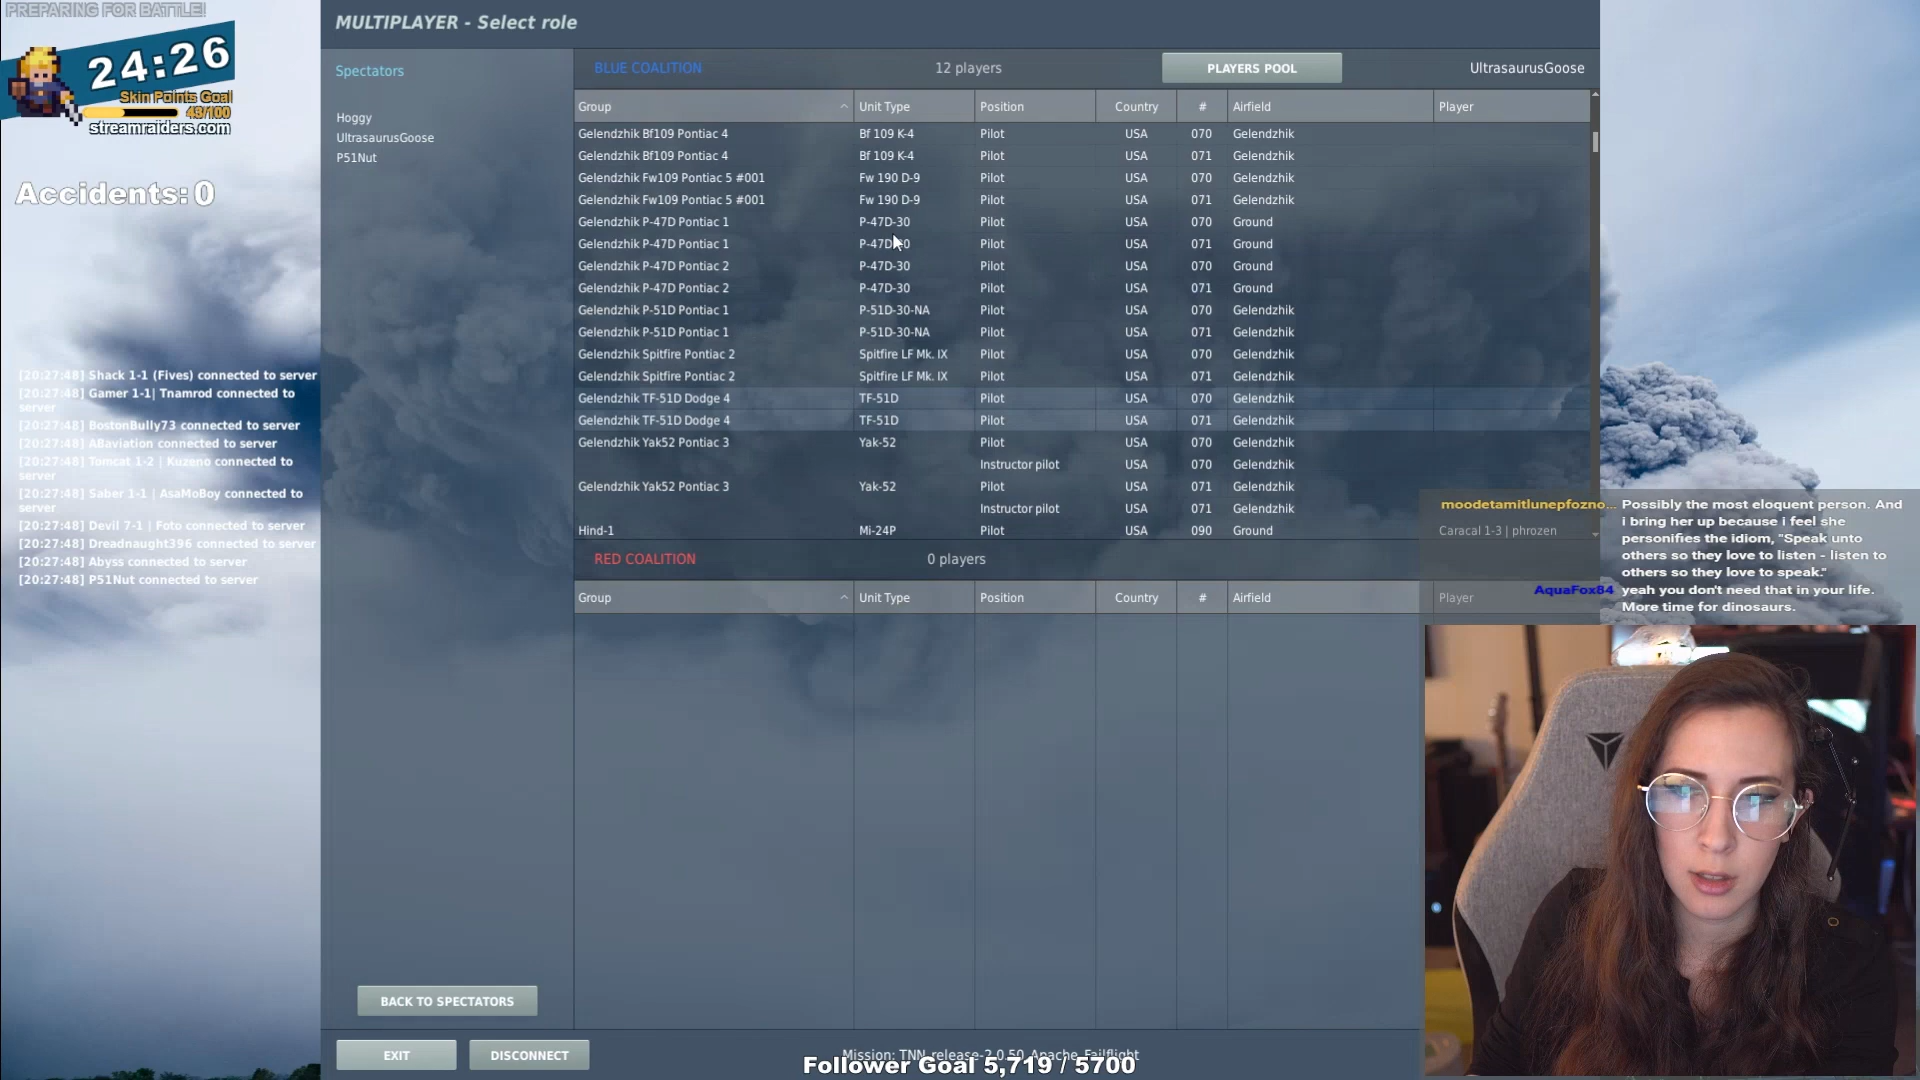 PREPARING FOR BATTLE!
24:26
Skin Points Goal
48/100
streamraiders.com
Accidents: 0
[20:27:48] Shack 1-1 (Fives) connected to server
[20:27:48] Gamer 1-1| Tnamrod connected to
server
[20:27:48] BostonBully73 connected to server
[20:27:48] ABaviation connected to server
[20:27:48] Tomcat 1-2 | Kuzeno connected to
server
[20:27:48] Saber 1-1 | AsaMoBoy connected to
server
[20:27:48] Devil 7-1 | Foto connected to server
[20:27:48] Dreadnaught396 connected to server
[20:27:48] Abyss connected to server
[20:27:48] P51Nut connected to server
MULTIPLAYER - Select role
Spectators
Hoggy
UltrasaurusGoose
P51Nut
BLUE COALITION 12 players PLAYERS POOL UltrasaurusGoose
Group Unit Type Position Country # Airfield Player
Gelendzhik Bf109 Pontiac 4 Bf 109 K-4 Pilot USA 070 Gelendzhik
Gelendzhik Bf109 Pontiac 4 Bf 109 K-4 Pilot USA 071 Gelendzhik
Gelendzhik Fw109 Pontiac 5 #001 Fw 190 D-9 Pilot USA 070 Gelendzhik
Gelendzhik Fw109 Pontiac 5 #001 Fw 190 D-9 Pilot USA 071 Gelendzhik
Gelendzhik P-47D Pontiac 1 P-47D-30 Pilot USA 070 Ground
Gelendzhik P-47D Pontiac 1 P-47D-30 Pilot USA 071 Ground
Gelendzhik P-47D Pontiac 2 P-47D-30 Pilot USA 070 Ground
Gelendzhik P-47D Pontiac 2 P-47D-30 Pilot USA 071 Ground
Gelendzhik P-51D Pontiac 1 P-51D-30-NA Pilot USA 070 Gelendzhik
Gelendzhik P-51D Pontiac 1 P-51D-30-NA Pilot USA 071 Gelendzhik
Gelendzhik Spitfire Pontiac 2 Spitfire LF Mk. IX Pilot USA 070 Gelendzhik
Gelendzhik Spitfire Pontiac 2 Spitfire LF Mk. IX Pilot USA 071 Gelendzhik
Gelendzhik TF-51D Dodge 4 TF-51D Pilot USA 070 Gelendzhik
Gelendzhik TF-51D Dodge 4 TF-51D Pilot USA 071 Gelendzhik
Gelendzhik Yak52 Pontiac 3 Yak-52 Pilot USA 070 Gelendzhik
Instructor pilot USA 070 Gelendzhik
Gelendzhik Yak52 Pontiac 3 Yak-52 Pilot USA 071 Gelendzhik
Instructor pilot USA 071 Gelendzhik
Hind-1 Mi-24P Pilot USA 090 Ground Caracal 1-3 | phrozen
RED COALITION 0 players
Group Unit Type Position Country # Airfield Player
moodetamitlunepfozno... Possibly the most eloquent person. And
i bring her up because i feel she
personifies the idiom, "Speak unto
others so they love to listen - listen to
others so they love to speak."
AquaFox84 yeah you don't need that in your life.
More time for dinosaurs.
BACK TO SPECTATORS
EXIT DISCONNECT
Mission: TNN_release-2.0.50_Apache_Failflight
Follower Goal 5,719 / 5700